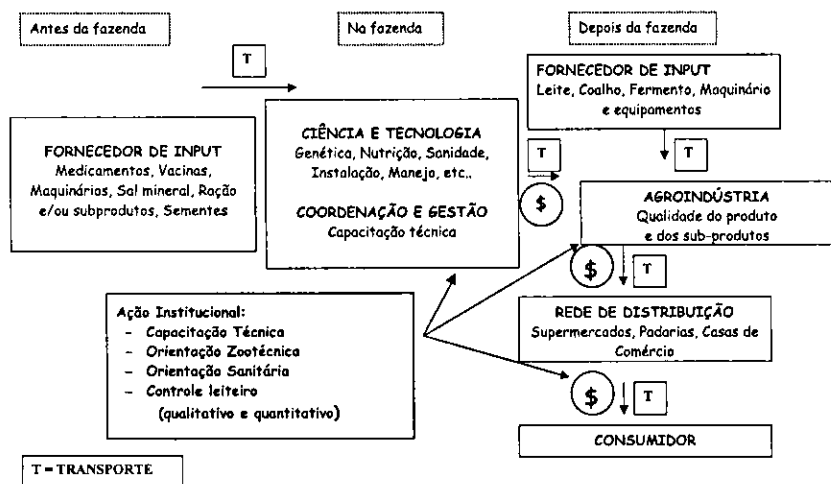 Antes da fazenda
Na fazenda
Depois da fazenda
T
FORNECEDOR DE INPUT
Medicamentos, Vacinas,
Maquinários, Sal mineral, Ração
e/ou subprodutos, Sementes
CIÊNCIA E TECNOLOGIA
Genética, Nutrição, Sanidade,
Instalação, Manejo, etc..
COORDENAÇÃO E GESTÃO
Capacitação técnica
FORNECEDOR DE INPUT
Leite, Coalho, Fermento, Maquinário
e equipamentos
T
$
T
AGROINDÚSTRIA
Qualidade do produto
e dos sub-produtos
$
T
REDE DE DISTRIBUIÇÃO
Supermercados, Padarias, Casas de
Comércio
$
T
CONSUMIDOR
Ação Institucional:
- Capacitação Técnica
- Orientação Zootécnica
- Orientação Sanitária
- Controle leiteiro
(qualitativo e quantitativo)
T = TRANSPORTE